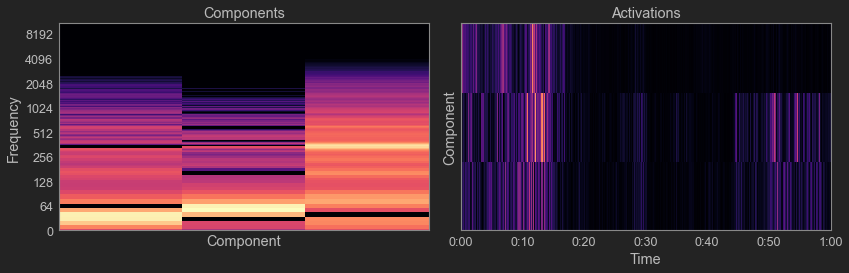 Components
Activations
8192
4096
2048
1024
512
256
128
64
0
Frequency
Component
Component
0:00
0:10
0:20
0:30
0:40
0:50
1:00
Time